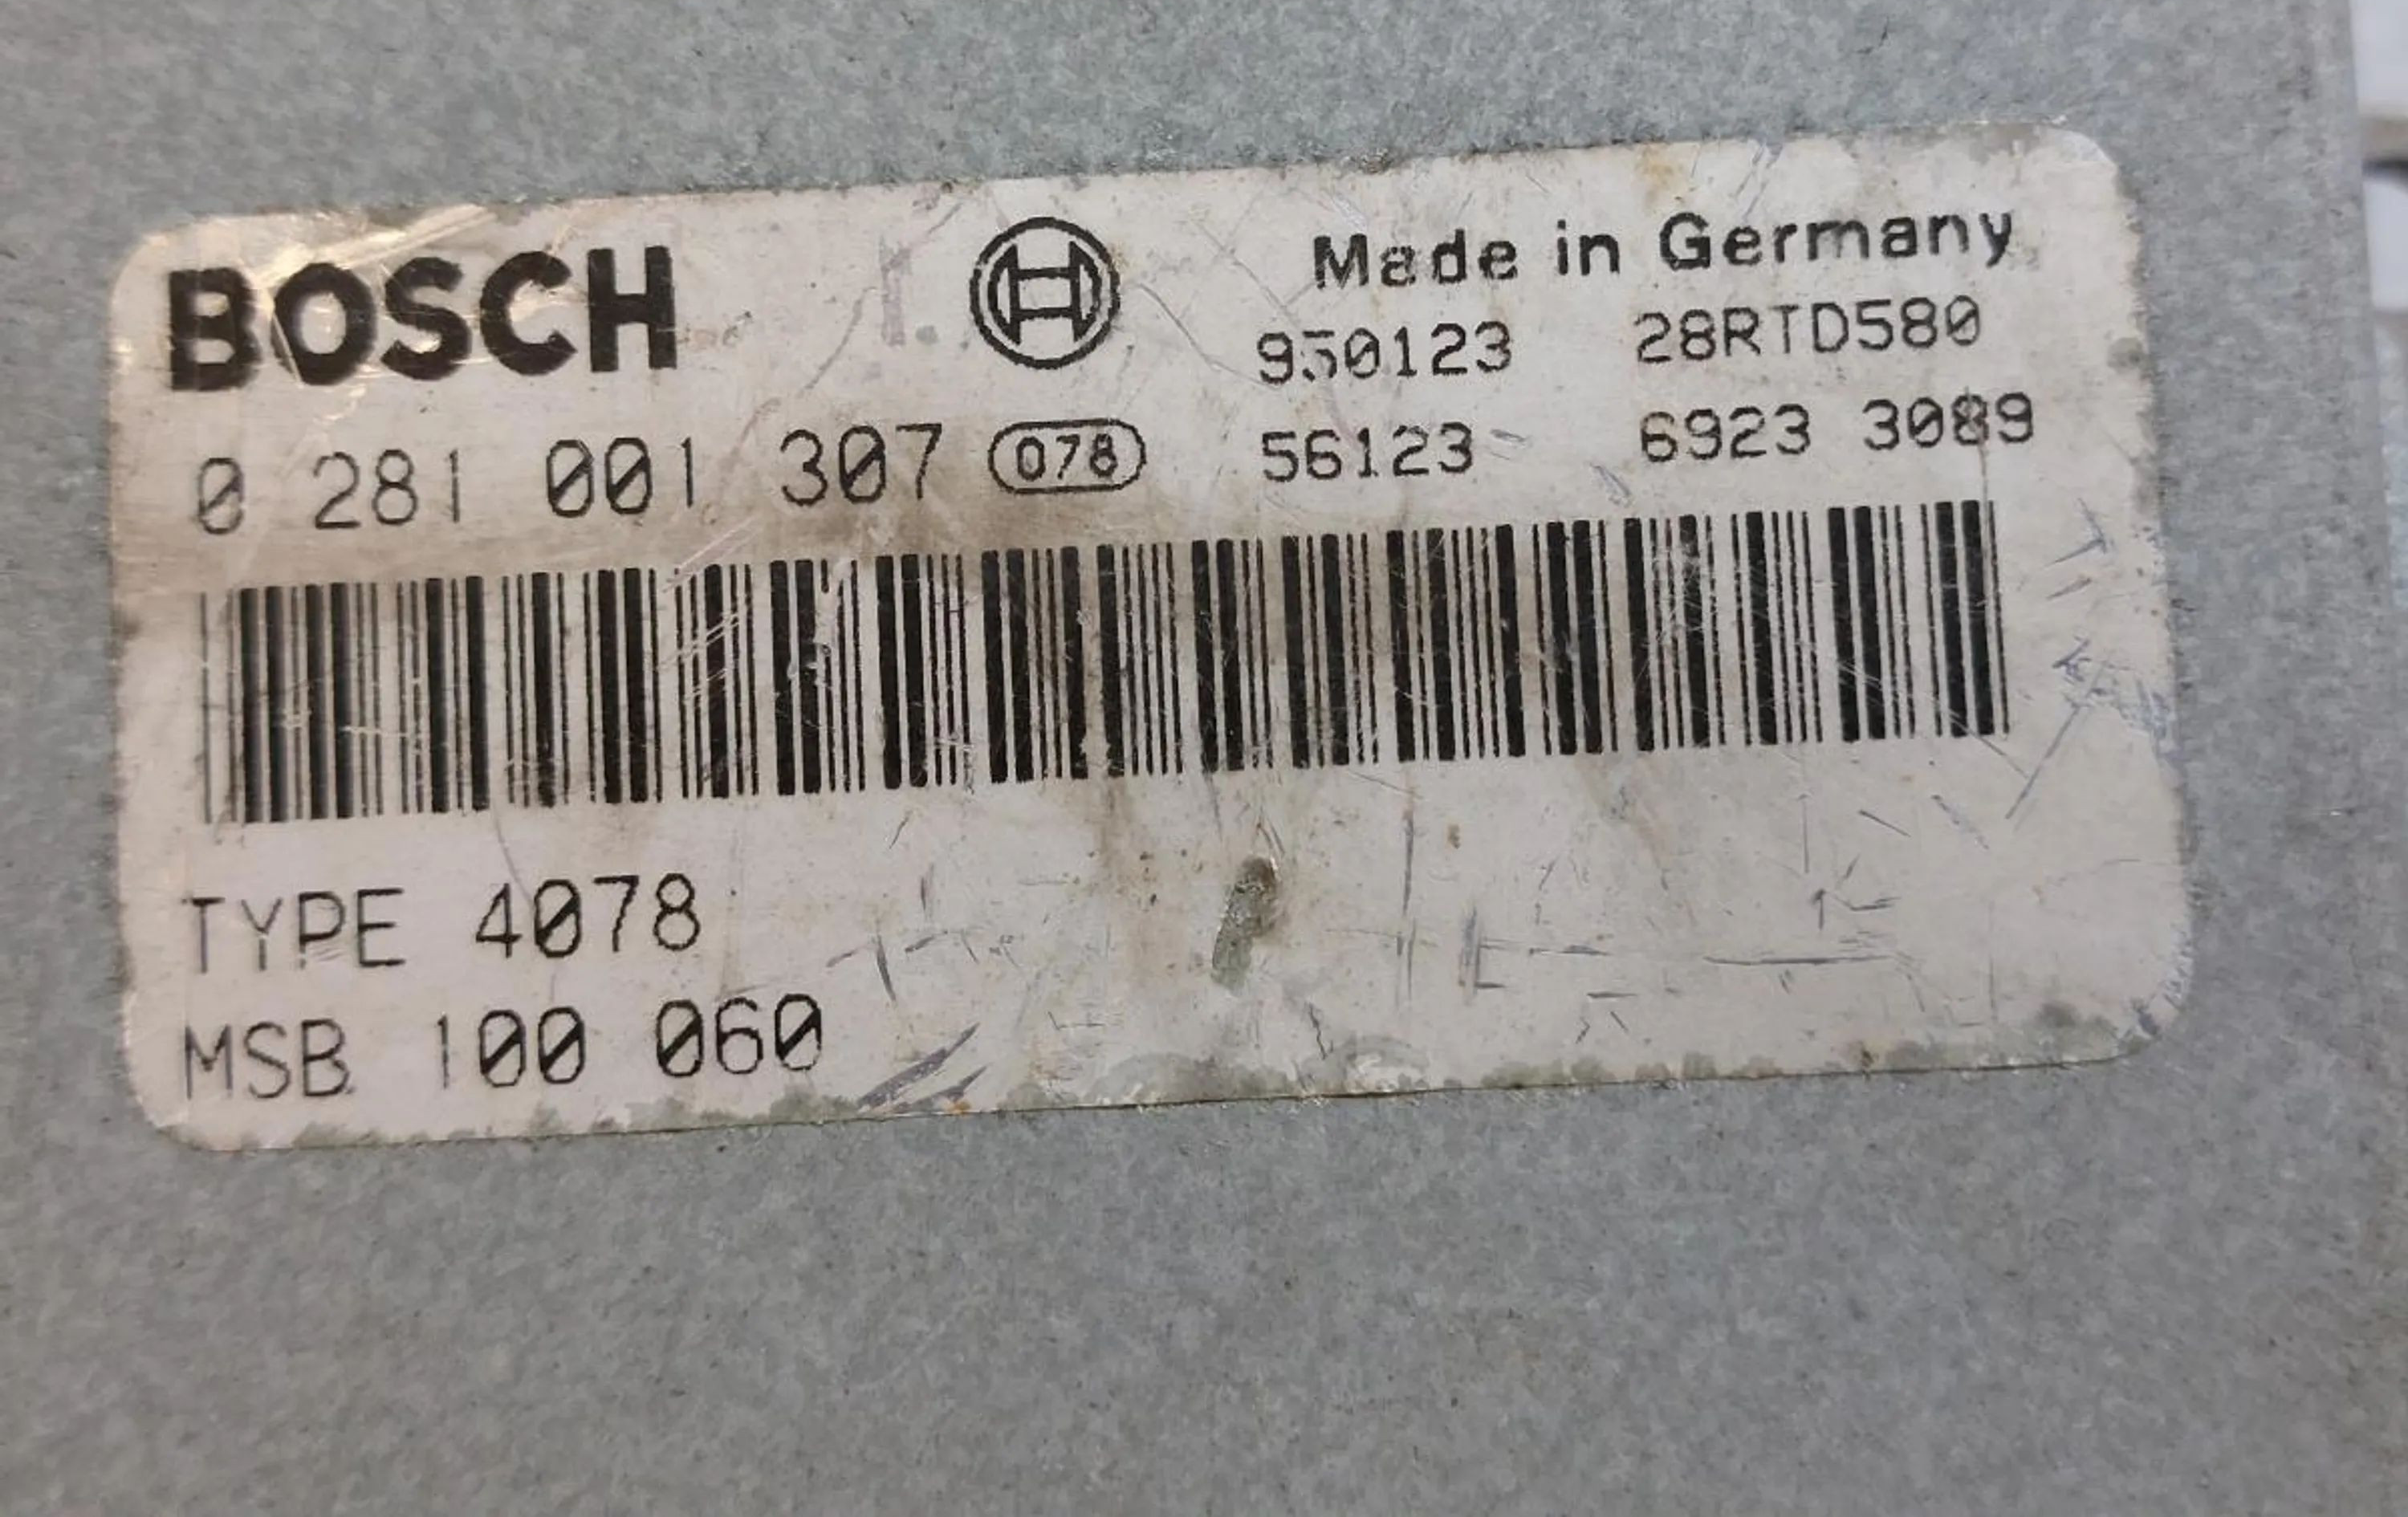 BOSCH
Made in Germany
950123 28RTD580
0 281 001 307 078 56123 6923 3089
TYPE 4078
MSB 100 060